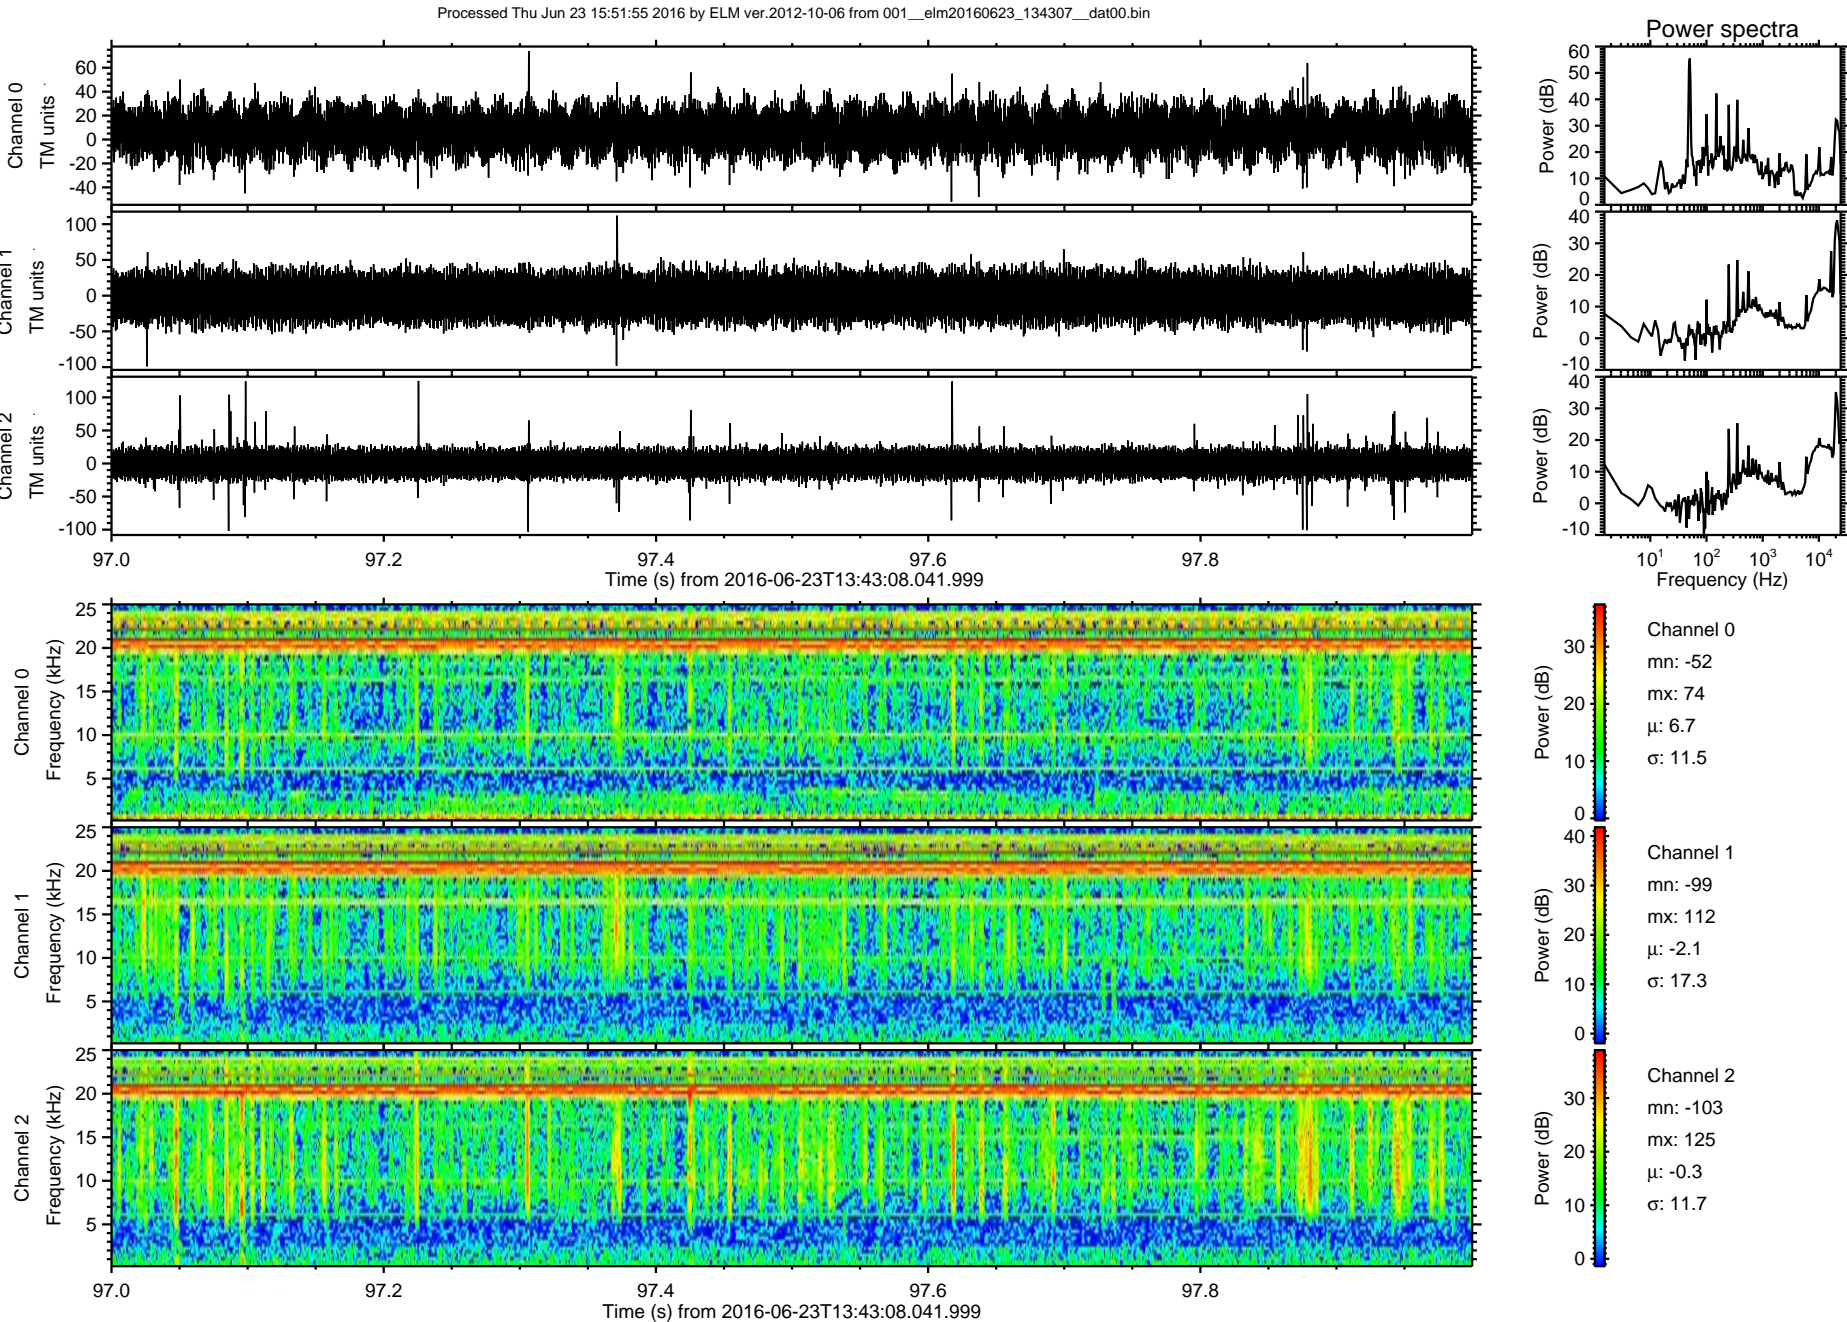 Processed Thu Jun 23 15:51:55 2016 by ELM ver.2012-10-06 from 001__elm20160623_134307__dat00.bin
Power spectra
Channel 0
TM units
60
40
20
0
-20
-40
Power (dB)
60
50
40
30
20
10
0
Channel 1
TM units
100
50
0
-50
-100
Power (dB)
40
30
20
10
0
-10
Channel 2
TM units
100
50
0
-50
-100
Power (dB)
40
30
20
10
0
-10
97.0 97.2 97.4 97.6 97.8
Time (s) from 2016-06-23T13:43:08.041.999
10^1 10^2 10^3 10^4
Frequency (Hz)
Channel 0
Frequency (kHz)
25
20
15
10
5
Power (dB)
30
20
10
0
Channel 0
mn: -52
mx: 74
μ: 6.7
σ: 11.5
Channel 1
Frequency (kHz)
25
20
15
10
5
Power (dB)
40
30
20
10
0
Channel 1
mn: -99
mx: 112
μ: -2.1
σ: 17.3
Channel 2
Frequency (kHz)
25
20
15
10
5
Power (dB)
30
20
10
0
Channel 2
mn: -103
mx: 125
μ: -0.3
σ: 11.7
97.0 97.2 97.4 97.6 97.8
Time (s) from 2016-06-23T13:43:08.041.999